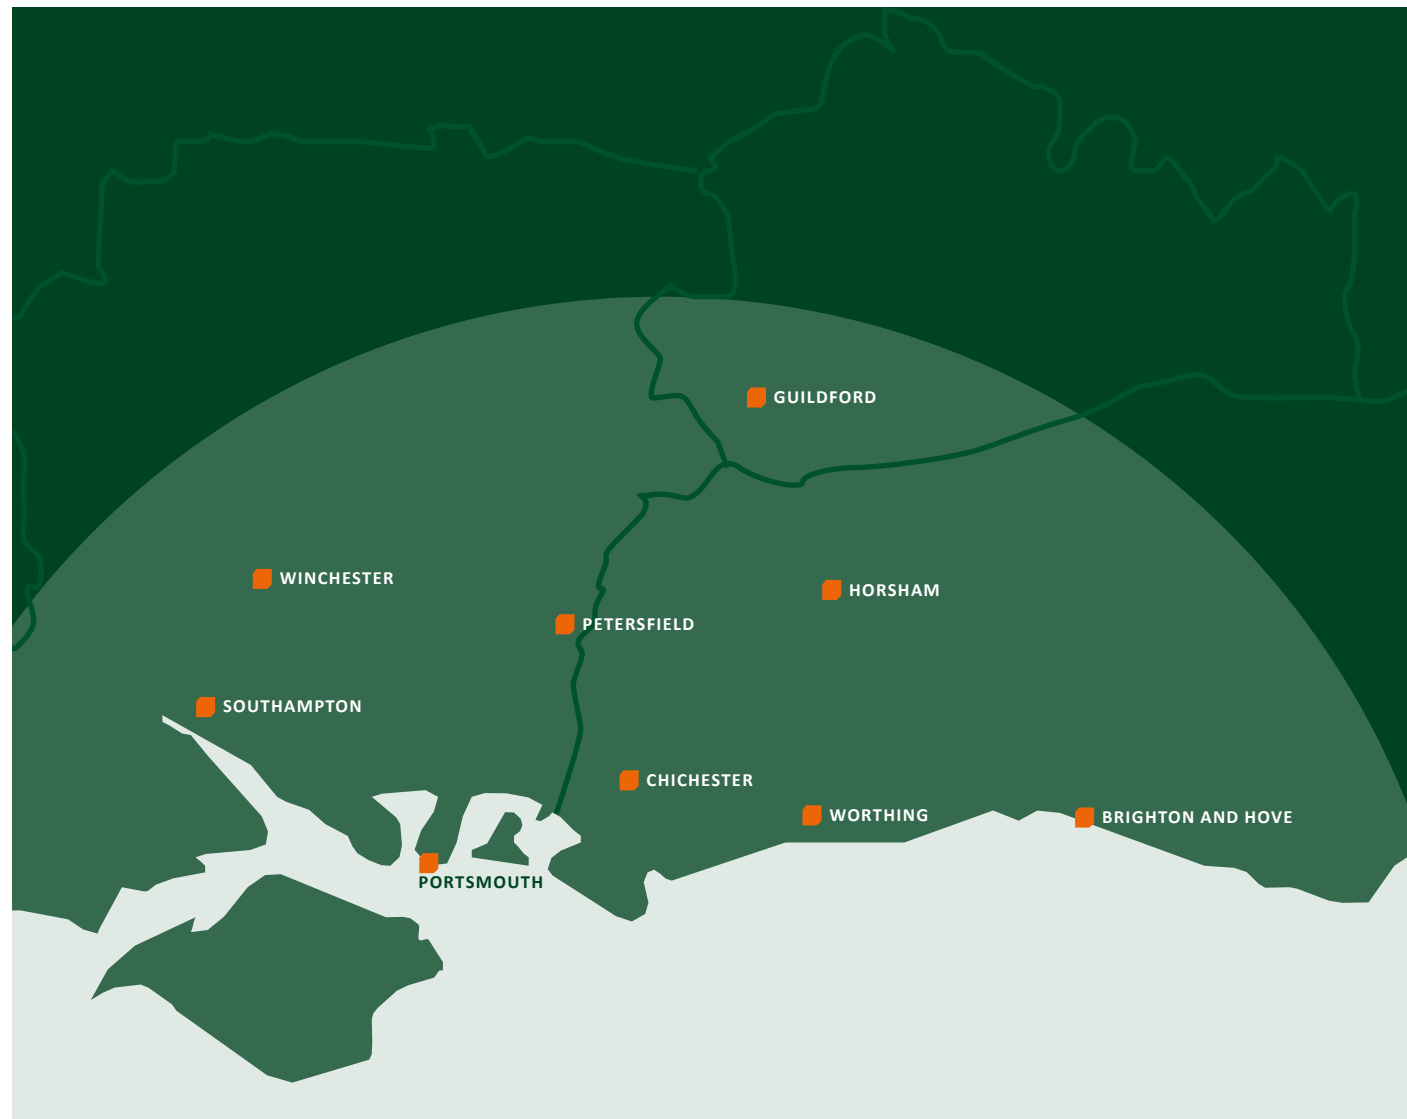 GUILDFORD
WINCHESTER
HORSHAM
PETERSFIELD
SOUTHAMPTON
CHICHESTER
WORTHING
BRIGHTON AND HOVE
PORTSMOUTH